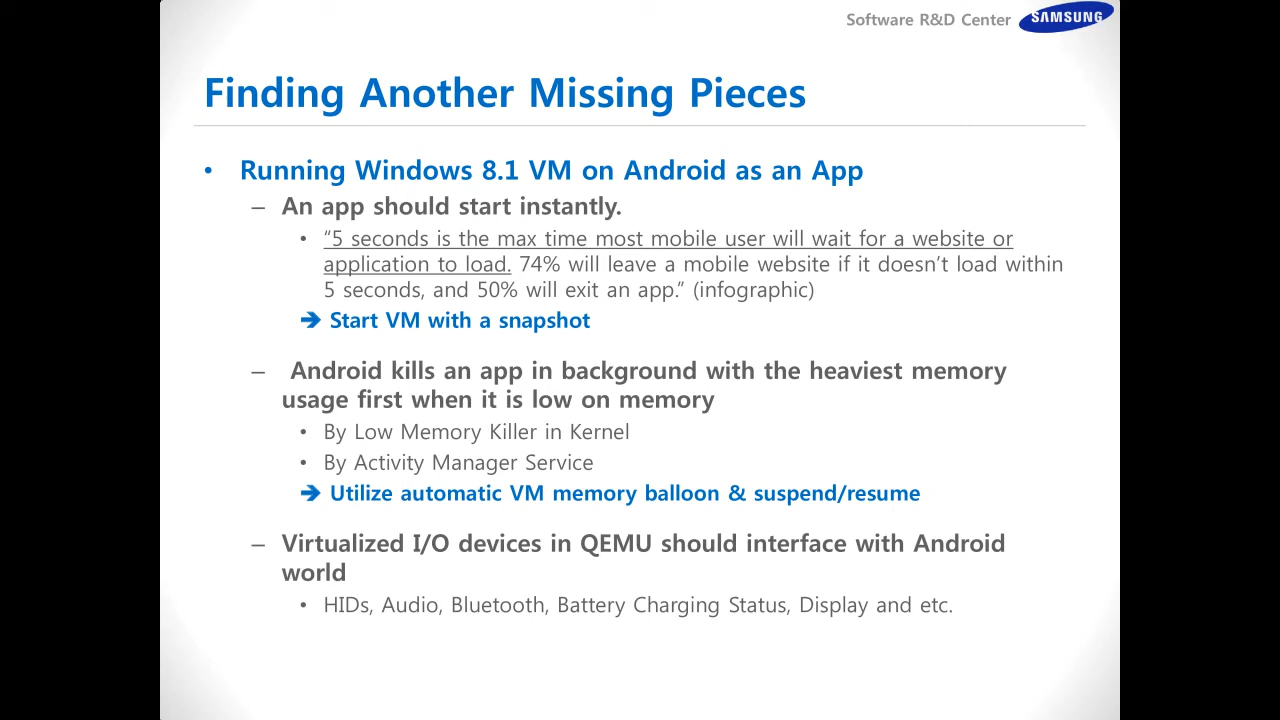 Software R&D Center SAMSUNG
Finding Another Missing Pieces
• Running Windows 8.1 VM on Android as an App
– An app should start instantly.
• “5 seconds is the max time most mobile user will wait for a website or
application to load. 74% will leave a mobile website if it doesn’t load within
5 seconds, and 50% will exit an app.” (infographic)
➔ Start VM with a snapshot
– Android kills an app in background with the heaviest memory
usage first when it is low on memory
• By Low Memory Killer in Kernel
• By Activity Manager Service
➔ Utilize automatic VM memory balloon & suspend/resume
– Virtualized I/O devices in QEMU should interface with Android
world
• HIDs, Audio, Bluetooth, Battery Charging Status, Display and etc.